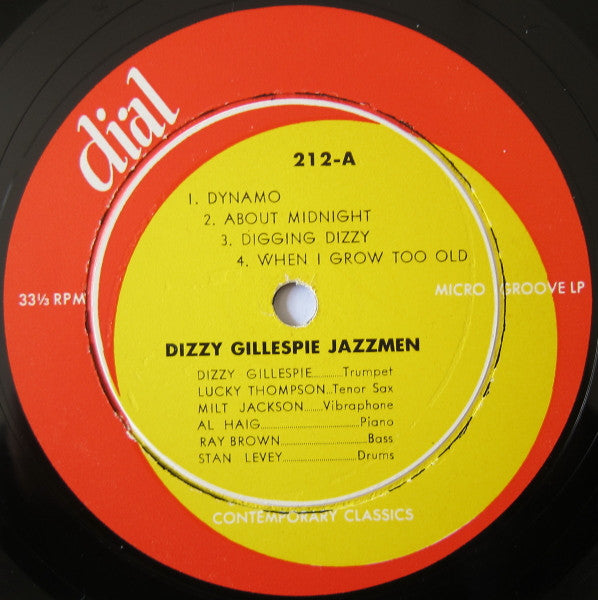 dial
212-A
1. DYNAMO
2. ABOUT MIDNIGHT
3. DIGGING DIZZY
4. WHEN I GROW TOO OLD
33⅓ RPM
MICRO GROOVE LP
DIZZY GILLESPIE JAZZMEN
DIZZY GILLESPIE............Trumpet
LUCKY THOMPSON...Tenor Sax
MILT JACKSON.......Vibraphone
AL HAIG......................................Piano
RAY BROWN..................................Bass
STAN LEVEY.............................Drums
CONTEMPORARY CLASSICS